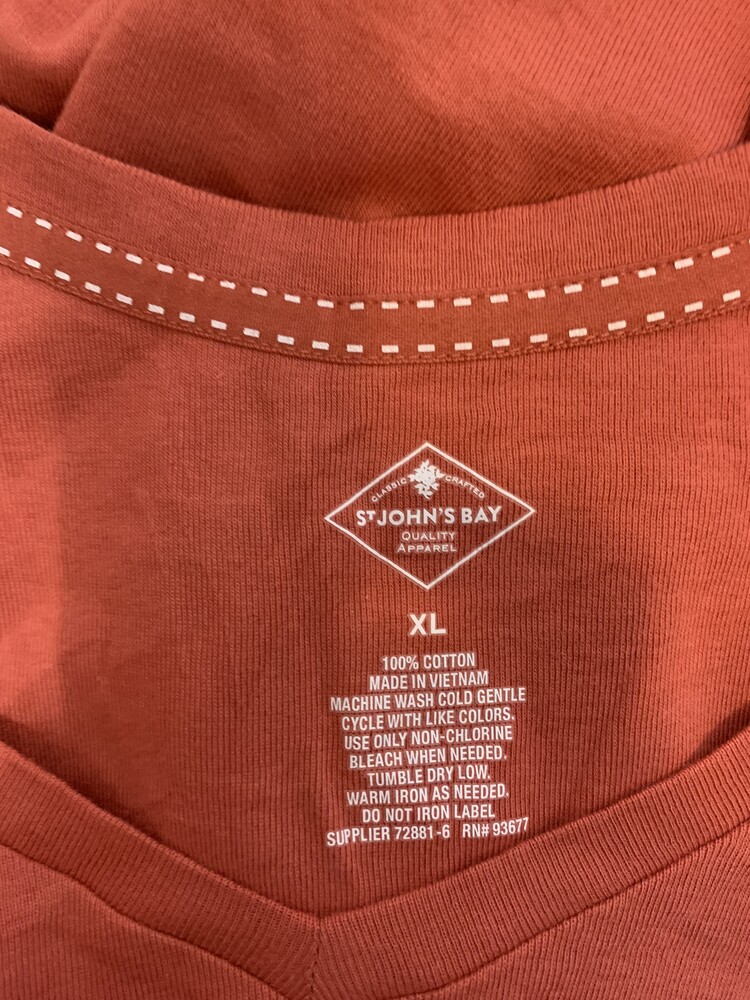 CLASSIC CRAFTED
ST JOHN'S BAY
QUALITY
APPAREL
XL
100% COTTON
MADE IN VIETNAM
MACHINE WASH COLD GENTLE
CYCLE WITH LIKE COLORS.
USE ONLY NON-CHLORINE
BLEACH WHEN NEEDED.
TUMBLE DRY LOW.
WARM IRON AS NEEDED.
DO NOT IRON LABEL
SUPPLIER 72881-6 RN# 93677